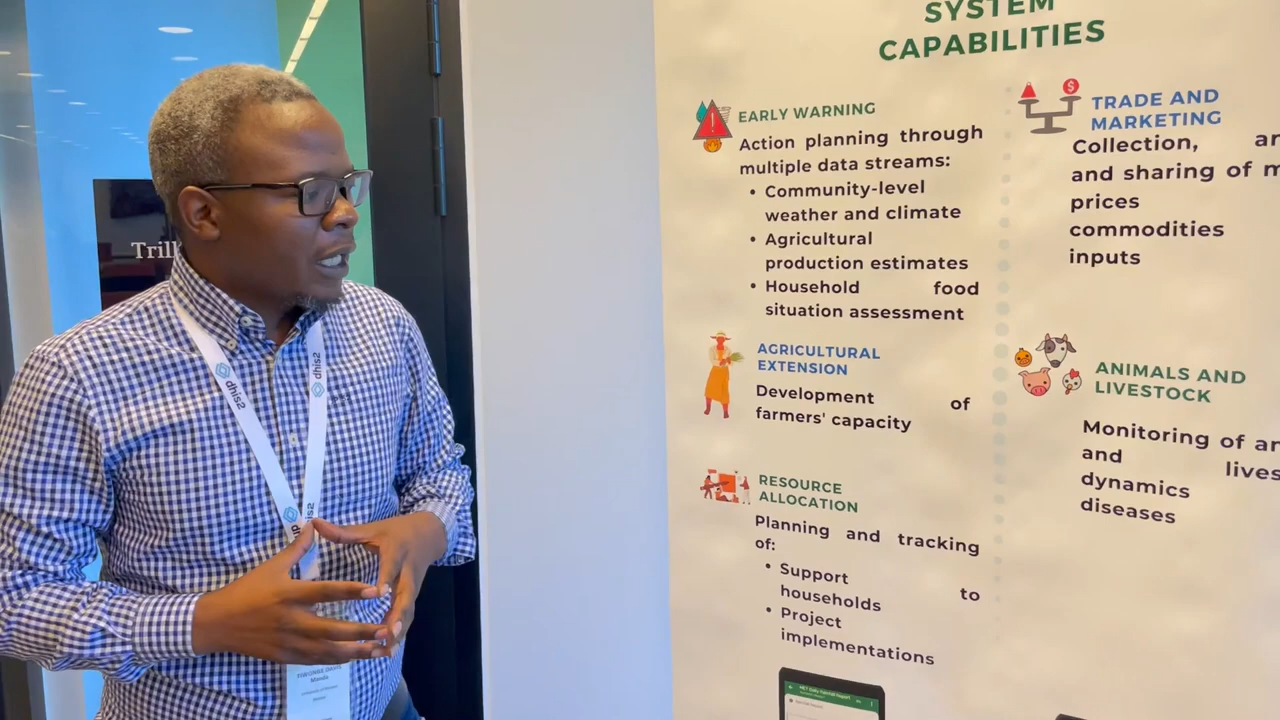 SYSTEM
CAPABILITIES
EARLY WARNING
Action planning through
multiple data streams:
• Community-level
weather and climate
• Agricultural
production estimates
• Household food
situation assessment
AGRICULTURAL
EXTENSION
Development of
farmers' capacity
RESOURCE
ALLOCATION
Planning and tracking
of:
• Support to
households
• Project
implementations
TRADE AND
MARKETING
Collection,
and sharing of
prices
commodities
inputs
ANIMALS AND
LIVESTOCK
Monitoring of
and
dynamics
diseases
Trill
dhis2
dhis2
dhis2
Manda